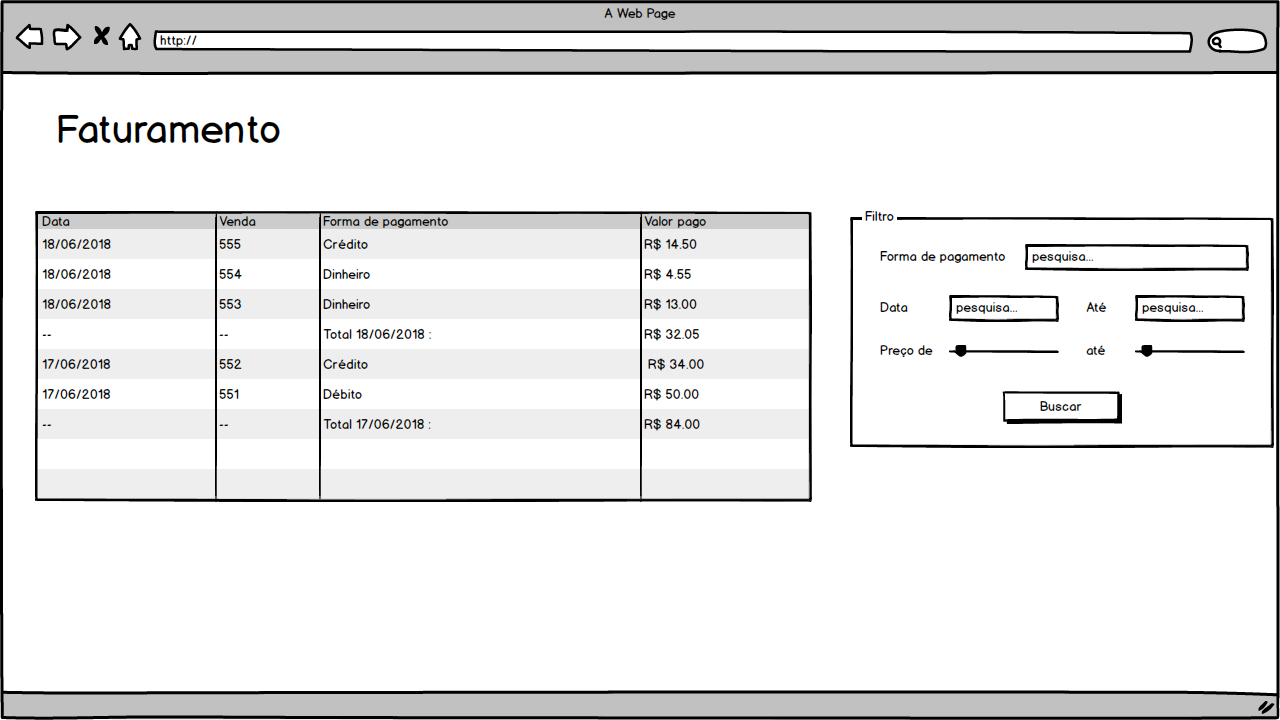 A Web Page
http://
Faturamento
Data Venda Forma de pagamento Valor pago
18/06/2018 555 Crédito R$ 14.50
18/06/2018 554 Dinheiro R$ 4.55
18/06/2018 553 Dinheiro R$ 13.00
-- -- Total 18/06/2018 : R$ 32.05
17/06/2018 552 Crédito R$ 34.00
17/06/2018 551 Débito R$ 50.00
-- -- Total 17/06/2018 : R$ 84.00
Filtro
Forma de pagamento pesquisa...
Data pesquisa... Até pesquisa...
Preço de até
Buscar